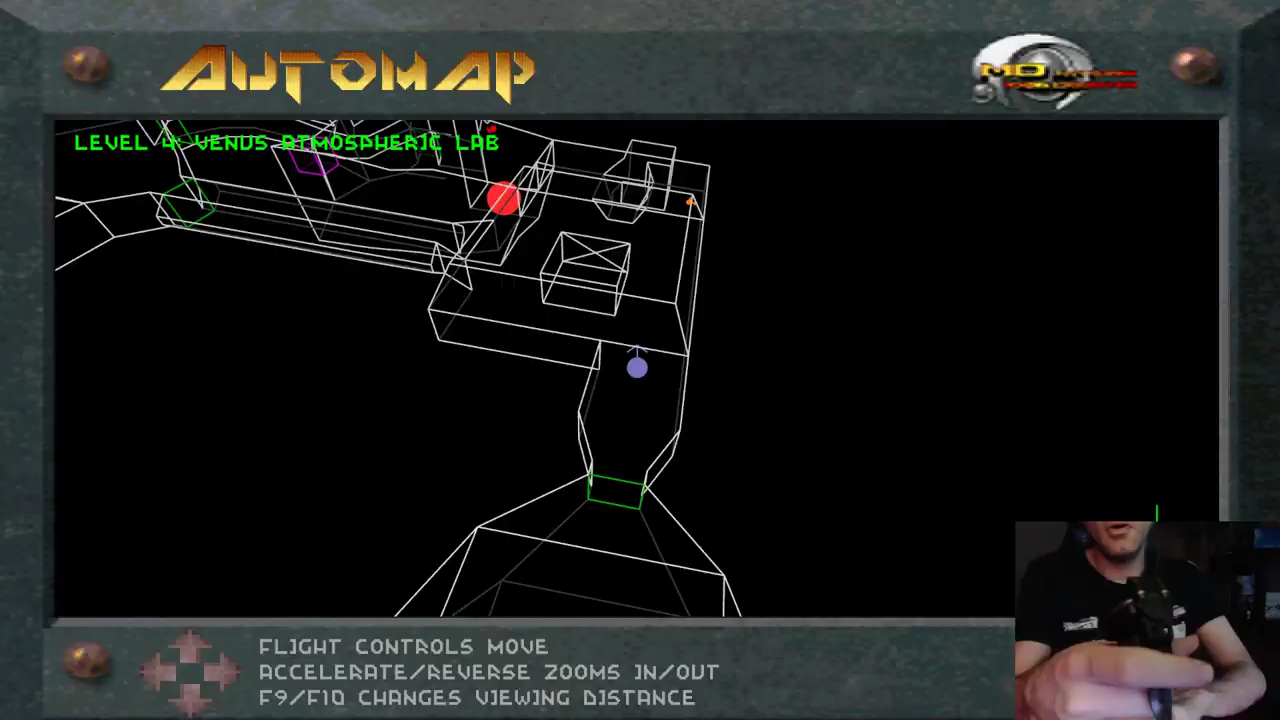 AUTOMAP
MD
LEVEL 4: VENUS ATMOSPHERIC LAB
FLIGHT CONTROLS MOVE
ACCELERATE/REVERSE ZOOMS IN/OUT
F9/F10 CHANGES VIEWING DISTANCE